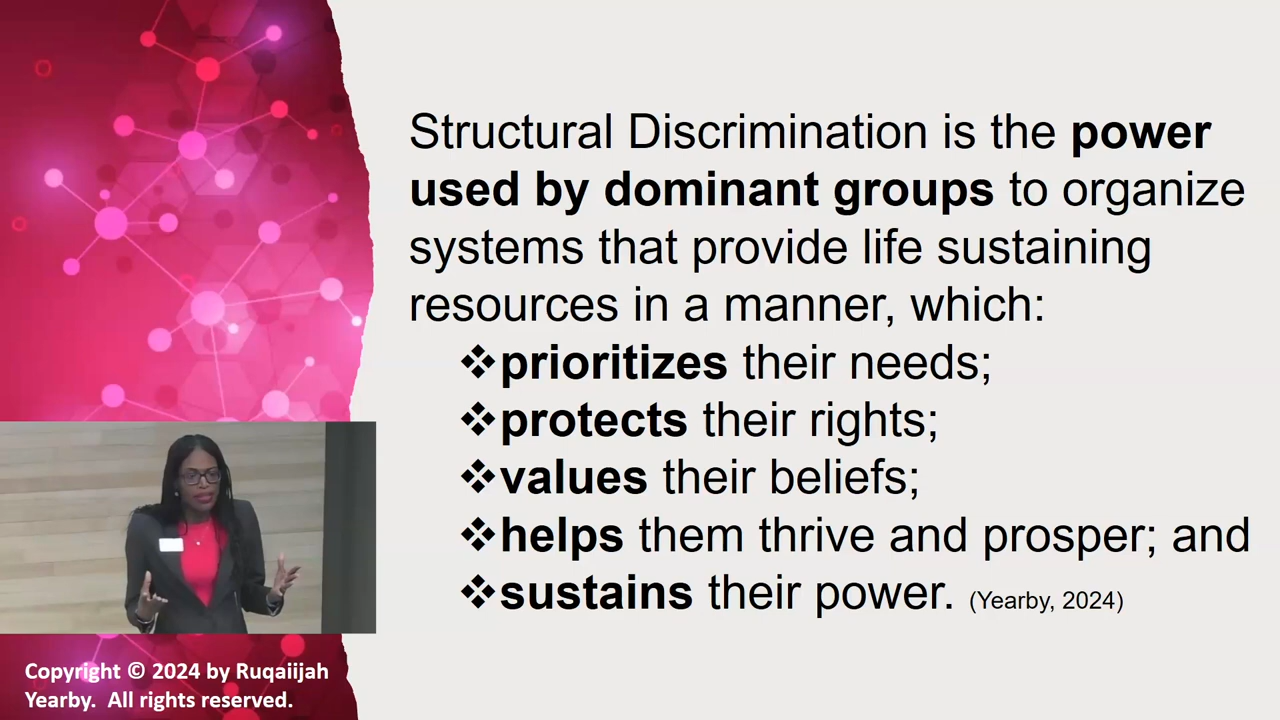 Structural Discrimination is the power
used by dominant groups to organize
systems that provide life sustaining
resources in a manner, which:
❖prioritizes their needs;
❖protects their rights;
❖values their beliefs;
❖helps them thrive and prosper; and
❖sustains their power. (Yearby, 2024)
Copyright © 2024 by Ruqaiijah
Yearby.  All rights reserved.